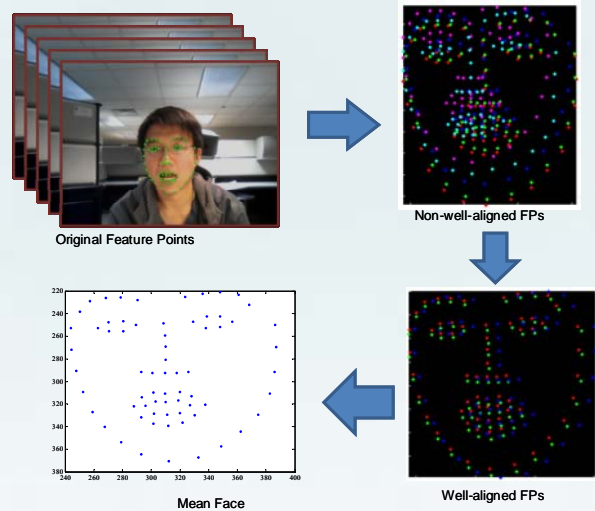 Original Feature Points
Non-well-aligned FPs
220
240
260
280
300
320
340
360
380
240 260 280 300 320 340 360 380 400
Mean Face
Well-aligned FPs